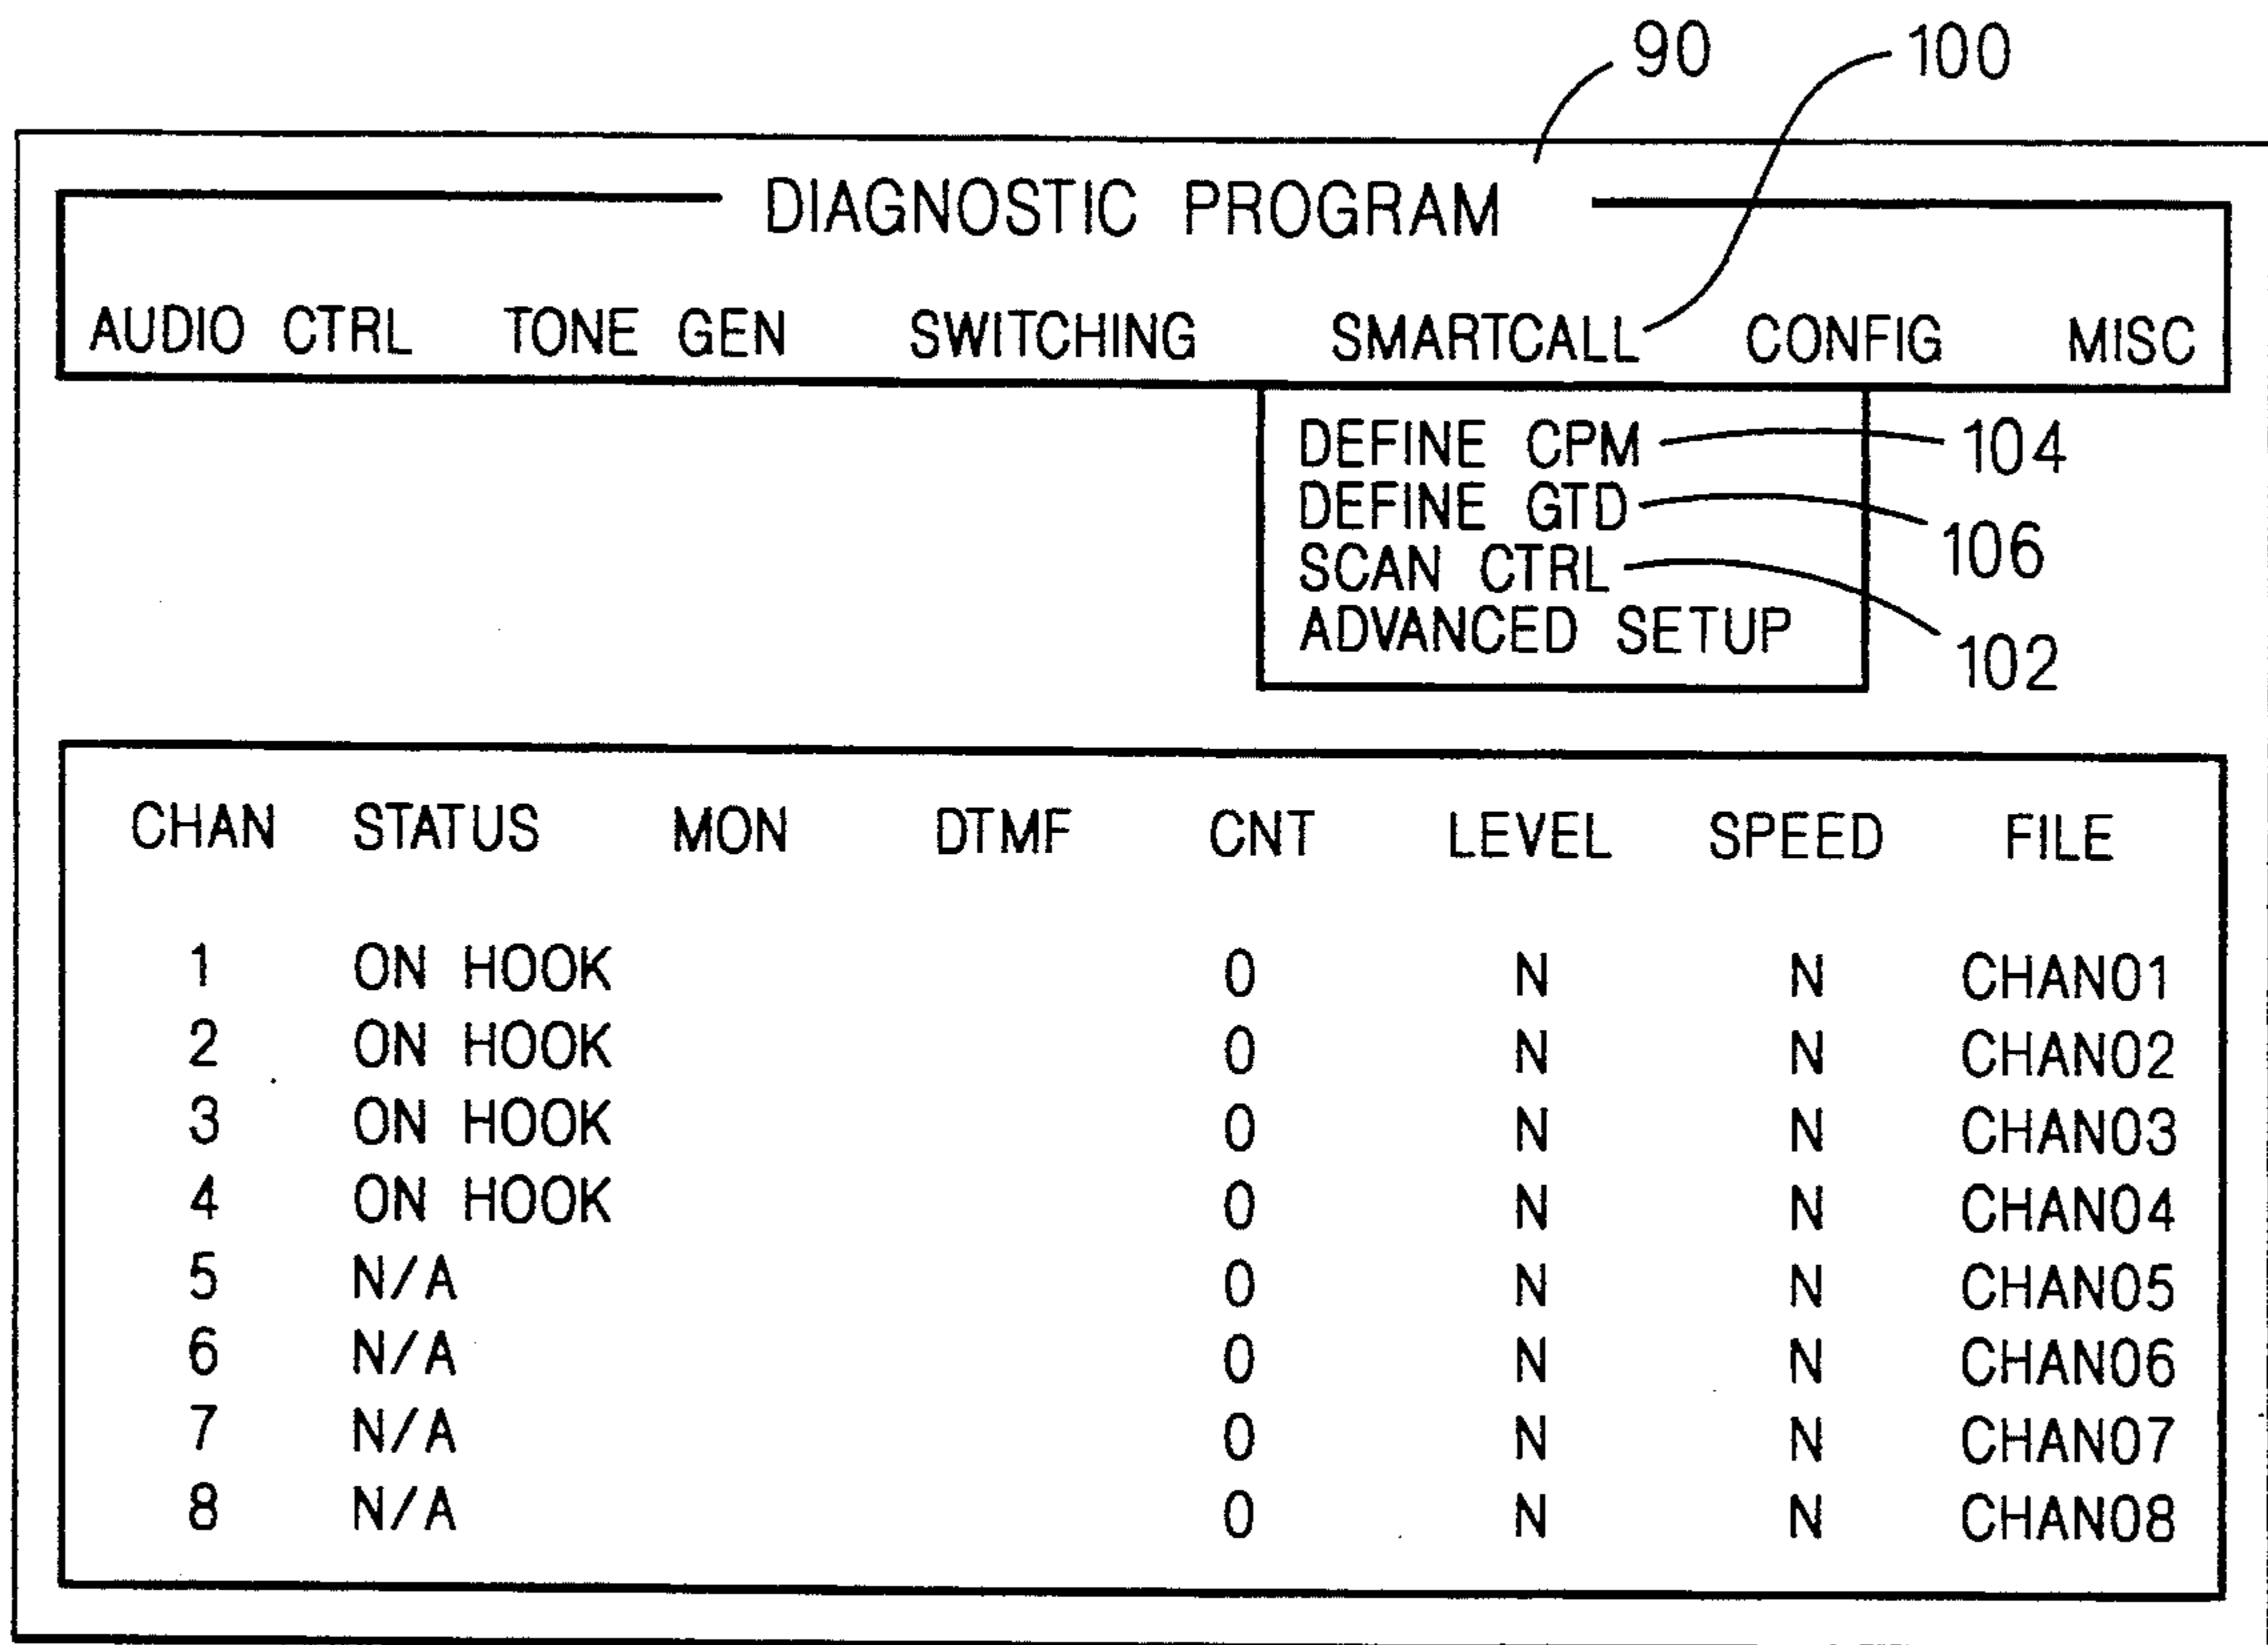 90 100
DIAGNOSTIC PROGRAM
AUDIO CTRL TONE GEN SWITCHING SMARTCALL CONFIG MISC
DEFINE CPM 104
DEFINE GTD 106
SCAN CTRL 102
ADVANCED SETUP
CHAN STATUS MON DTMF CNT LEVEL SPEED FILE
1 ON HOOK 0 N N CHAN01
2 ON HOOK 0 N N CHAN02
3 ON HOOK 0 N N CHAN03
4 ON HOOK 0 N N CHAN04
5 N/A 0 N N CHAN05
6 N/A 0 N N CHAN06
7 N/A 0 N N CHAN07
8 N/A 0 N N CHAN08